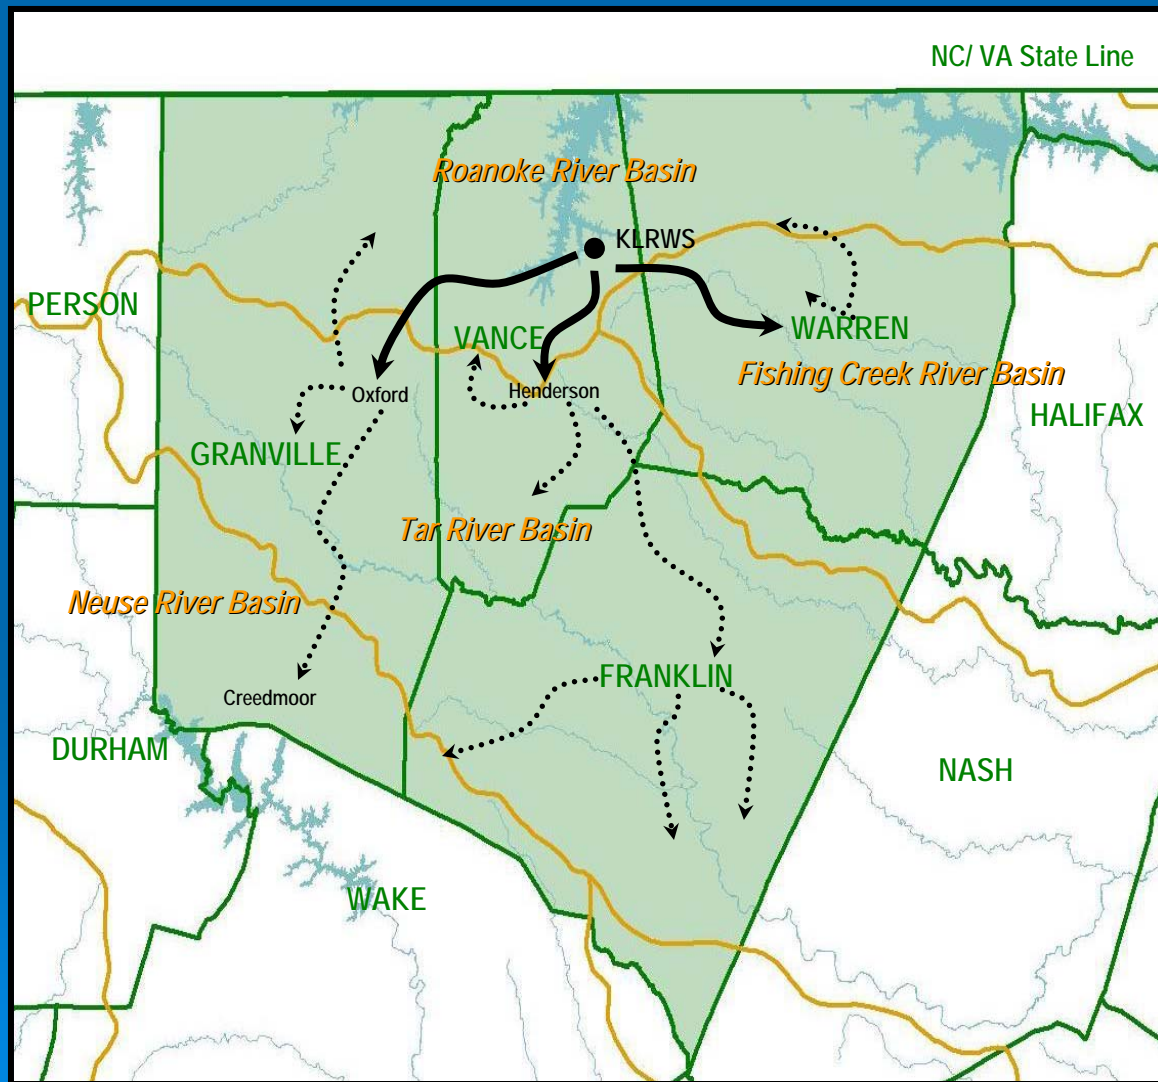 NC/ VA State Line
Roanoke River Basin
KLRWS
PERSON
VANCE
WARREN
Fishing Creek River Basin
Oxford
Henderson
HALIFAX
GRANVILLE
Tar River Basin
Neuse River Basin
FRANKLIN
Creedmoor
DURHAM
NASH
WAKE